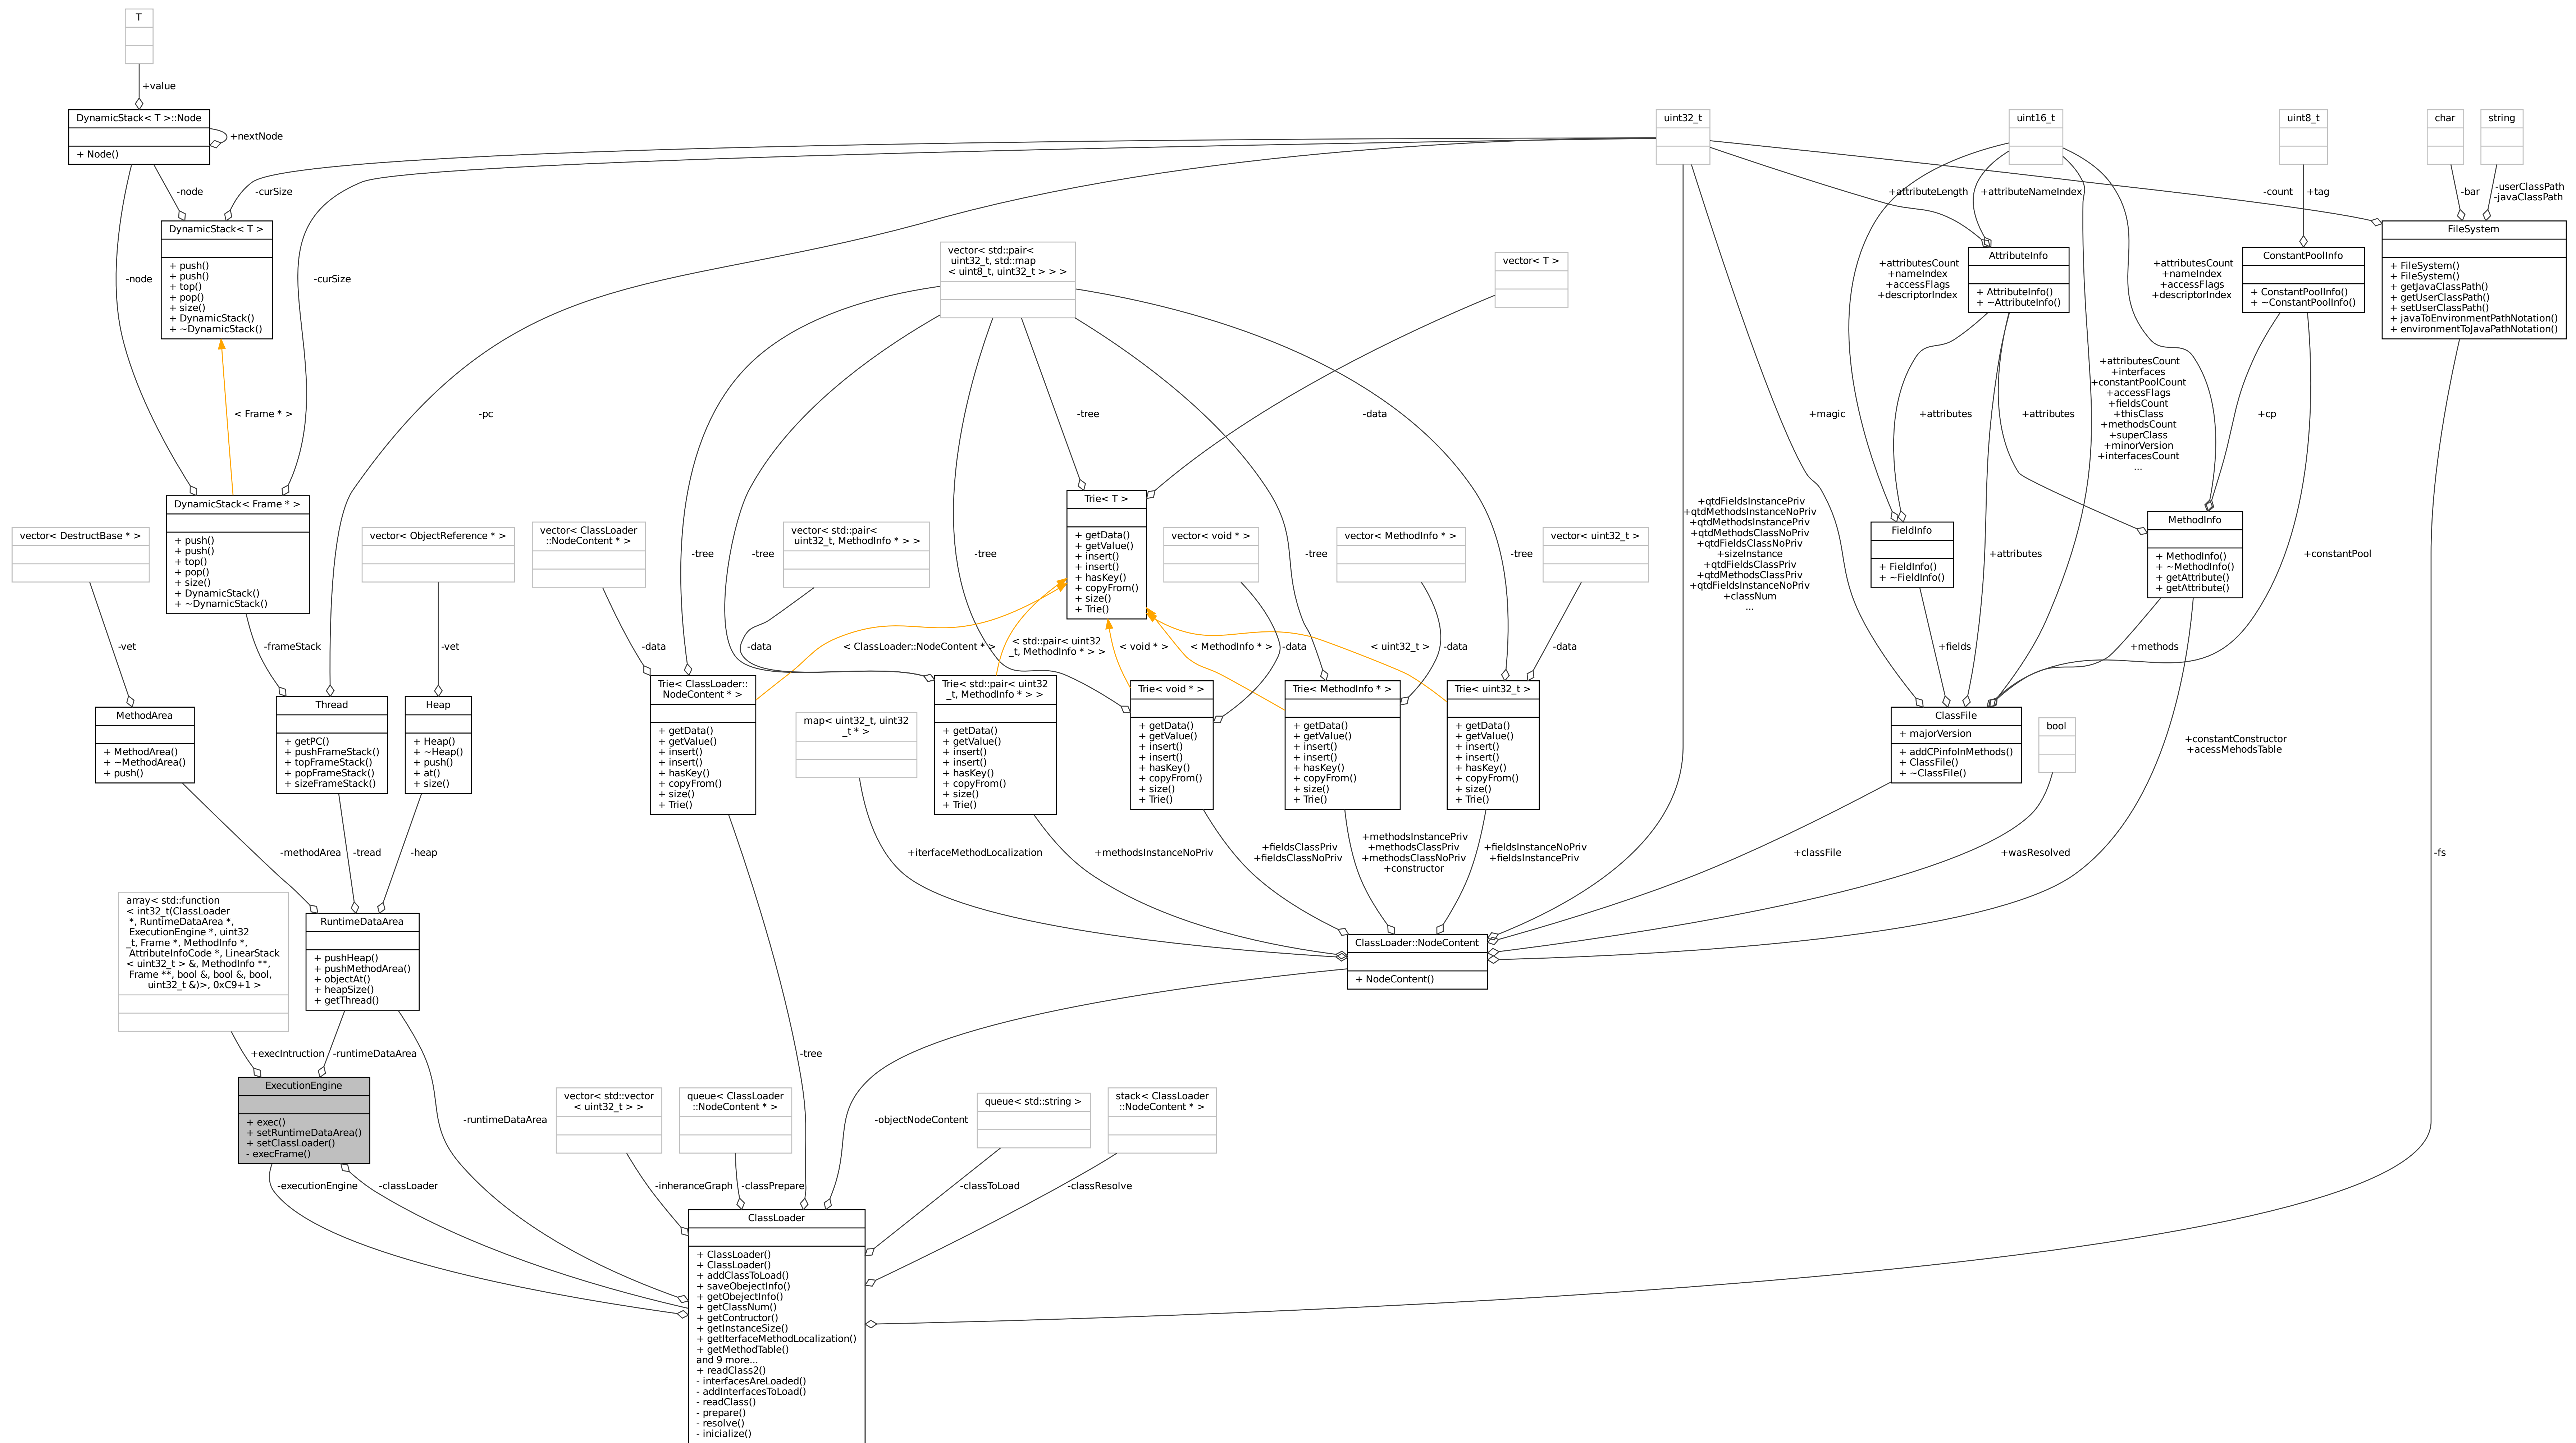 T
+value
DynamicStack< T >::Node
+ Node()
+nextNode
uint32_t
uint16_t
uint8_t
char
string
-node
-curSize
+attributeLength
+attributeNameIndex
-count
+tag
-bar
-userClassPath
-javaClassPath
DynamicStack< T >
+ push()
+ push()
+ top()
+ pop()
+ size()
+ DynamicStack()
+ ~DynamicStack()
-node
-curSize
vector< std::pair<
uint32_t, std::map
< uint8_t, uint32_t > > >
vector< T >
+attributesCount
+nameIndex
+accessFlags
+descriptorIndex
AttributeInfo
+ AttributeInfo()
+ ~AttributeInfo()
+attributesCount
+nameIndex
+accessFlags
+descriptorIndex
ConstantPoolInfo
+ ConstantPoolInfo()
+ ~ConstantPoolInfo()
FileSystem
+ FileSystem()
+ FileSystem()
+ getJavaClassPath()
+ getUserClassPath()
+ setUserClassPath()
+ javaToEnvironmentPathNotation()
+ environmentToJavaPathNotation()
< Frame * >
-pc
-tree
-data
+magic
+attributes
+attributes
+attributesCount
+interfaces
+constantPoolCount
+accessFlags
+fieldsCount
+thisClass
+methodsCount
+superClass
+minorVersion
+interfacesCount
...
+cp
vector< DestructBase * >
DynamicStack< Frame * >
+ push()
+ push()
+ top()
+ pop()
+ size()
+ DynamicStack()
+ ~DynamicStack()
vector< ObjectReference * >
vector< ClassLoader
::NodeContent * >
-tree
-tree
vector< std::pair<
uint32_t, MethodInfo * > >
-tree
Trie< T >
+ getData()
+ getValue()
+ insert()
+ insert()
+ hasKey()
+ copyFrom()
+ size()
+ Trie()
vector< void * >
-tree
vector< MethodInfo * >
-tree
vector< uint32_t >
+qtdFieldsInstancePriv
+qtdMethodsInstanceNoPriv
+qtdMethodsInstancePriv
+qtdMethodsClassNoPriv
+qtdFieldsClassNoPriv
+sizeInstance
+qtdFieldsClassPriv
+qtdMethodsClassPriv
+qtdFieldsInstanceNoPriv
+classNum
...
FieldInfo
+ FieldInfo()
+ ~FieldInfo()
+attributes
MethodInfo
+ MethodInfo()
+ ~MethodInfo()
+ getAttribute()
+ getAttribute()
+constantPool
-vet
-frameStack
-vet
-data
-data
< ClassLoader::NodeContent * >
< std::pair< uint32
_t, MethodInfo * > >
< void * >
< MethodInfo * >
-data
< uint32_t >
-data
-data
+fields
+methods
MethodArea
+ MethodArea()
+ ~MethodArea()
+ push()
Thread
+ getPC()
+ pushFrameStack()
+ topFrameStack()
+ popFrameStack()
+ sizeFrameStack()
Heap
+ Heap()
+ ~Heap()
+ push()
+ at()
+ size()
Trie< ClassLoader::
NodeContent * >
+ getData()
+ getValue()
+ insert()
+ insert()
+ hasKey()
+ copyFrom()
+ size()
+ Trie()
map< uint32_t, uint32
_t * >
Trie< std::pair< uint32
_t, MethodInfo * > >
+ getData()
+ getValue()
+ insert()
+ insert()
+ hasKey()
+ copyFrom()
+ size()
+ Trie()
Trie< void * >
+ getData()
+ getValue()
+ insert()
+ insert()
+ hasKey()
+ copyFrom()
+ size()
+ Trie()
Trie< MethodInfo * >
+ getData()
+ getValue()
+ insert()
+ insert()
+ hasKey()
+ copyFrom()
+ size()
+ Trie()
Trie< uint32_t >
+ getData()
+ getValue()
+ insert()
+ insert()
+ hasKey()
+ copyFrom()
+ size()
+ Trie()
ClassFile
+ majorVersion
+ addCPinfoInMethods()
+ ClassFile()
+ ~ClassFile()
bool
+constantConstructor
+acessMehodsTable
-methodArea
-tread
-heap
+iterfaceMethodLocalization
+methodsInstanceNoPriv
+fieldsClassPriv
+fieldsClassNoPriv
+methodsInstancePriv
+methodsClassPriv
+methodsClassNoPriv
+constructor
+fieldsInstanceNoPriv
+fieldsInstancePriv
+classFile
+wasResolved
-fs
array< std::function
< int32_t(ClassLoader
*, RuntimeDataArea *,
ExecutionEngine *, uint32
_t, Frame *, MethodInfo *,
AttributeInfoCode *, LinearStack
< uint32_t > &, MethodInfo **,
Frame **, bool &, bool &, bool,
uint32_t &)>, 0xC9+1 >
RuntimeDataArea
+ pushHeap()
+ pushMethodArea()
+ objectAt()
+ heapSize()
+ getThread()
ClassLoader::NodeContent
+ NodeContent()
+execIntruction
-runtimeDataArea
-tree
ExecutionEngine
+ exec()
+ setRuntimeDataArea()
+ setClassLoader()
- execFrame()
-runtimeDataArea
vector< std::vector
< uint32_t > >
queue< ClassLoader
::NodeContent * >
-objectNodeContent
queue< std::string >
stack< ClassLoader
::NodeContent * >
-executionEngine
-classLoader
-inheranceGraph
-classPrepare
-classToLoad
-classResolve
ClassLoader
+ ClassLoader()
+ ClassLoader()
+ addClassToLoad()
+ saveObejectInfo()
+ getObejectInfo()
+ getClassNum()
+ getContructor()
+ getInstanceSize()
+ getIterfaceMethodLocalization()
+ getMethodTable()
and 9 more...
+ readClass2()
- interfacesAreLoaded()
- addInterfacesToLoad()
- readClass()
- prepare()
- resolve()
- inicialize()